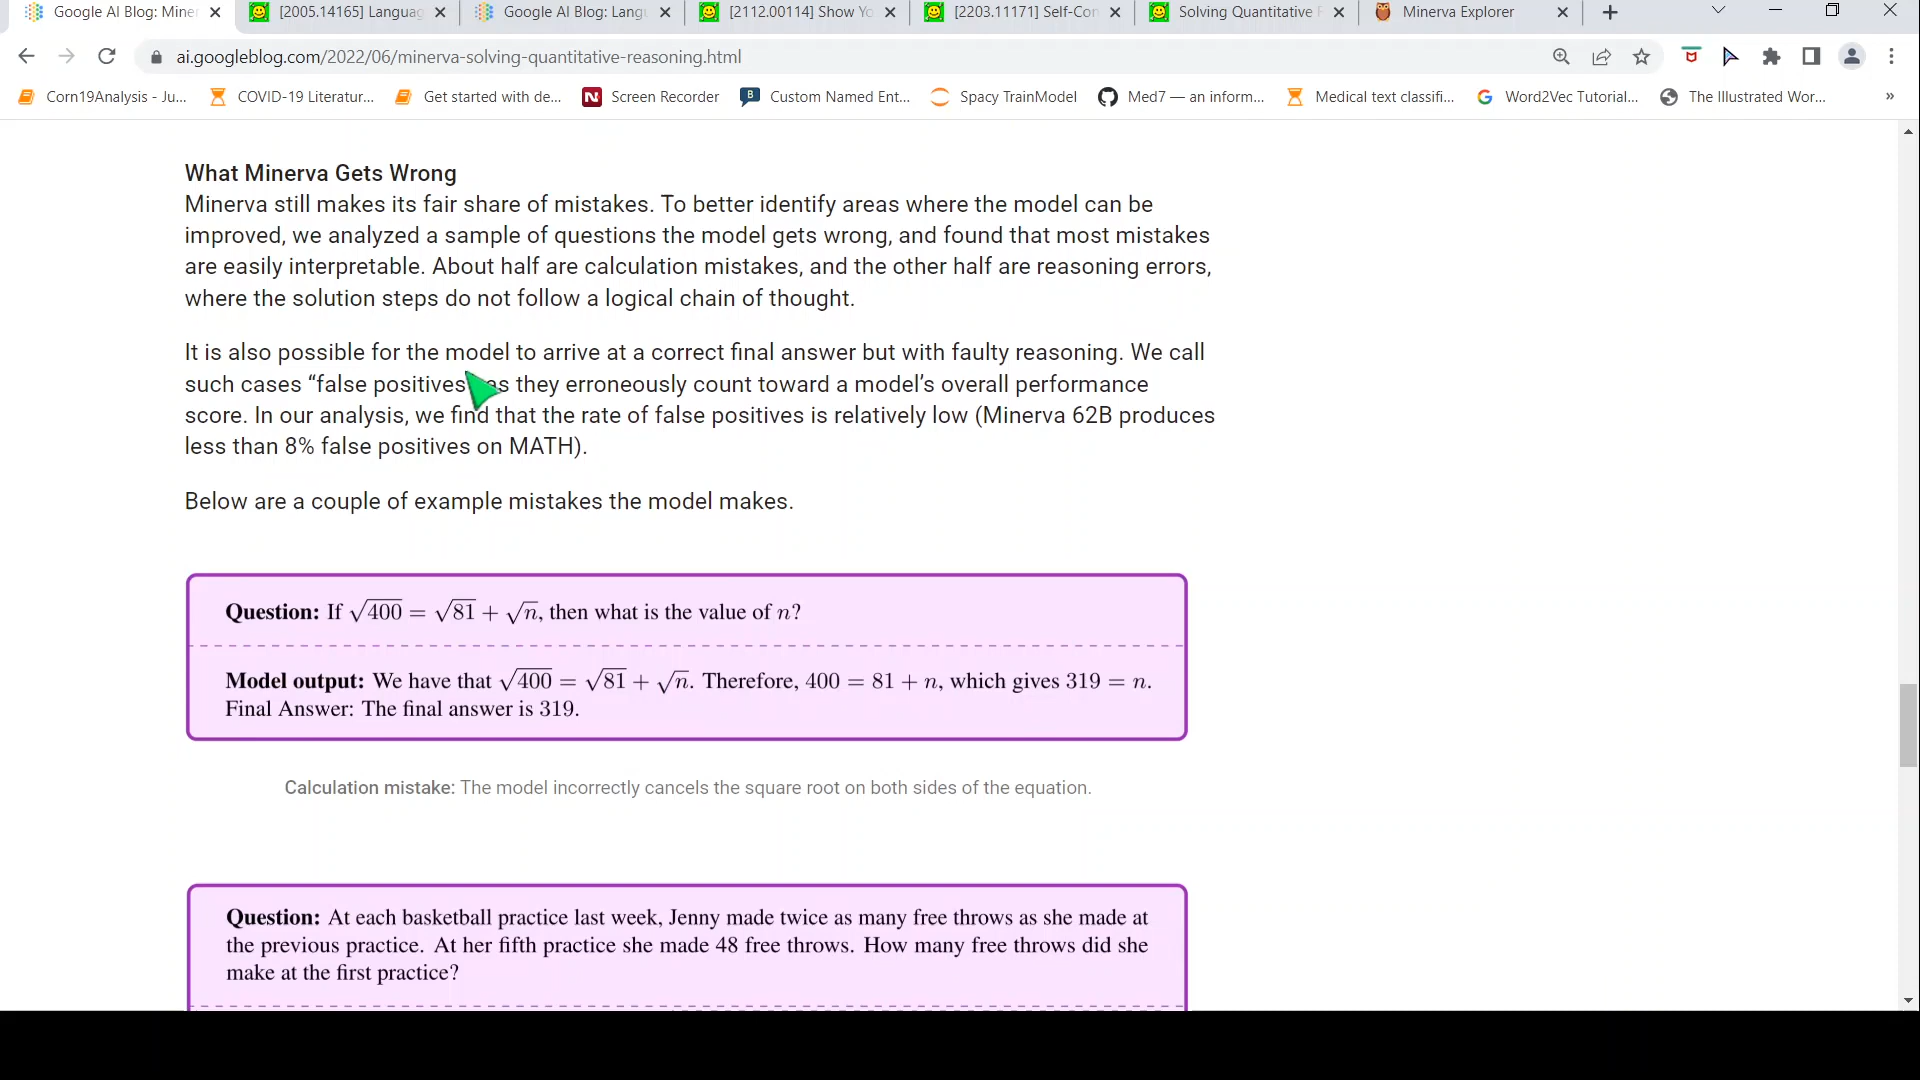 Google AI Blog: Miner
[2005.14165] Languag
Google AI Blog: Lang
[2112.00114] Show Yo
[2203.11171] Self-Con
Solving Quantitative R
Minerva Explorer
ai.googleblog.com/2022/06/minerva-solving-quantitative-reasoning.html
Corn19Analysis - Ju...
COVID-19 Literatur...
Get started with de...
Screen Recorder
Custom Named Ent...
Spacy TrainModel
Med7 — an inform...
Medical text classifi...
Word2Vec Tutorial...
The Illustrated Wor...
»
What Minerva Gets Wrong
Minerva still makes its fair share of mistakes. To better identify areas where the model can be
improved, we analyzed a sample of questions the model gets wrong, and found that most mistakes
are easily interpretable. About half are calculation mistakes, and the other half are reasoning errors,
where the solution steps do not follow a logical chain of thought.
It is also possible for the model to arrive at a correct final answer but with faulty reasoning. We call
such cases “false positives as they erroneously count toward a model’s overall performance
score. In our analysis, we find that the rate of false positives is relatively low (Minerva 62B produces
less than 8% false positives on MATH).
Below are a couple of example mistakes the model makes.
Question: If √400 = √81 + √n, then what is the value of n?
Model output: We have that √400 = √81 + √n. Therefore, 400 = 81 + n, which gives 319 = n.
Final Answer: The final answer is 319.
Calculation mistake: The model incorrectly cancels the square root on both sides of the equation.
Question: At each basketball practice last week, Jenny made twice as many free throws as she made at
the previous practice. At her fifth practice she made 48 free throws. How many free throws did she
make at the first practice?